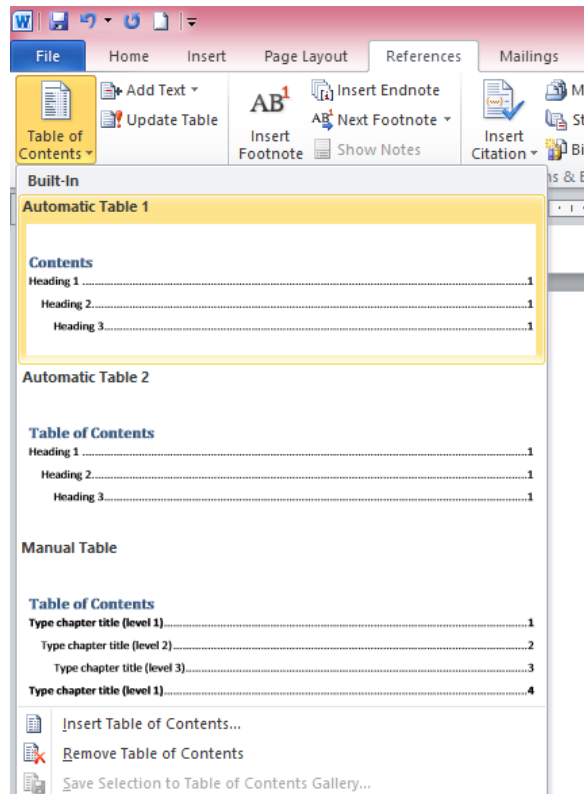 File Home Insert Page Layout References Mailings
Table of Contents
Add Text
Update Table
AB1
Insert Footnote
Insert Endnote
AB1 Next Footnote
Show Notes
Insert Citation
Bi
Built-In
Automatic Table 1
Contents
Heading 1 ........ 1
Heading 2 ........ 1
Heading 3 ........ 1
Automatic Table 2
Table of Contents
Heading 1 ........ 1
Heading 2 ........ 1
Heading 3 ........ 1
Manual Table
Table of Contents
Type chapter title (level 1) ........ 1
Type chapter title (level 2) ........ 2
Type chapter title (level 3) ........ 3
Type chapter title (level 1) ........ 4
Insert Table of Contents...
Remove Table of Contents
Save Selection to Table of Contents Gallery...